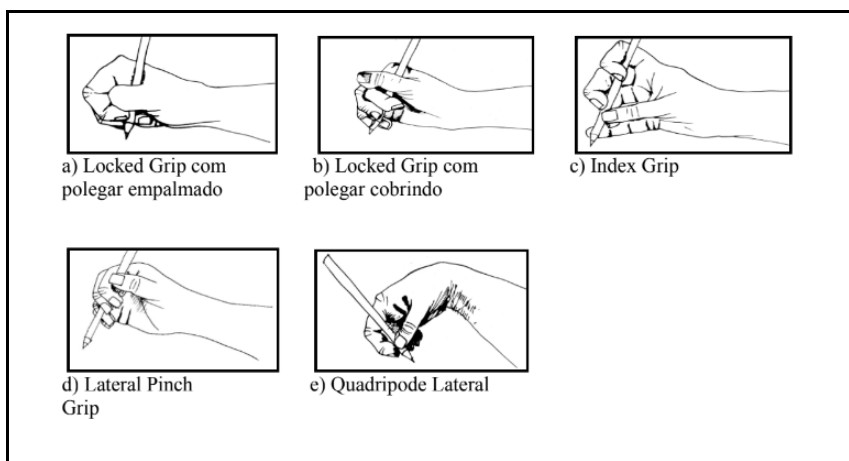 a) Locked Grip com
polegar empalmado
b) Locked Grip com
polegar cobrindo
c) Index Grip
d) Lateral Pinch
Grip
e) Quadripode Lateral